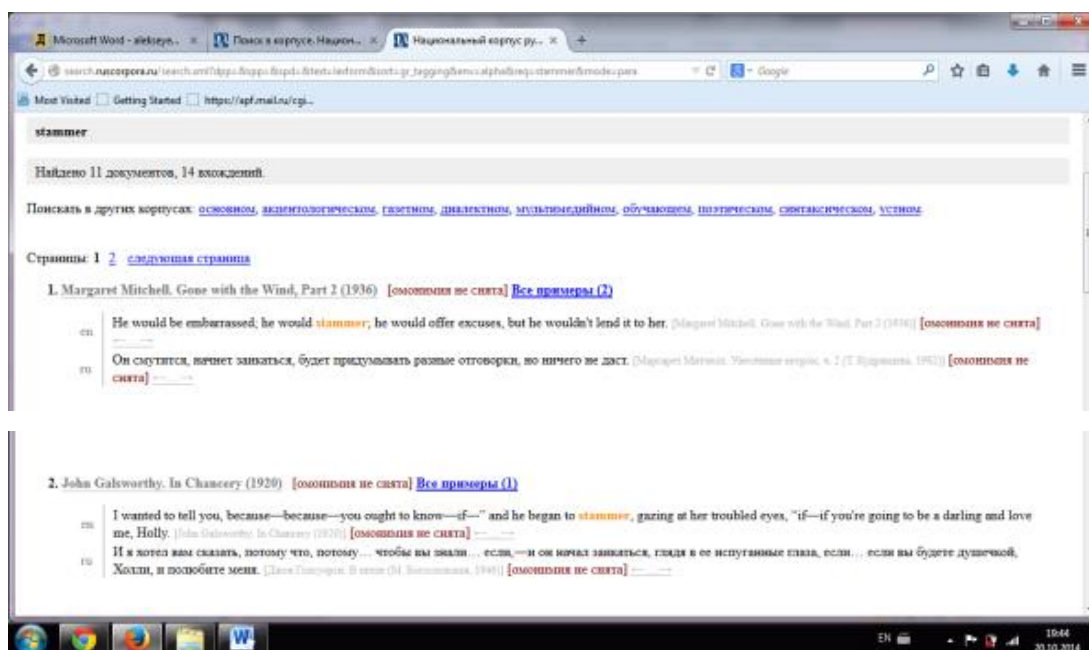 Microsoft Word - alekseye... Поиск в корпусе. Национ... Национальный корпус ру...
Google
Most Visited Getting Started https://apf.mail.ru/cgi...
stammer
Найдено 11 документов, 14 вхождений.
Поискать в других корпусах: основном, акцентологическом, газетном, диалектном, мультимедийном, обучающем, поэтическом, синтаксическом, устном.
Страницы: 1 2 следующая страница
1. Margaret Mitchell. Gone with the Wind, Part 2 (1936) [омонимия не снята] Все примеры (2)
en He would be embarrassed; he would stammer; he would offer excuses, but he wouldn't lend it to her. [Margaret Mitchell. Gone with the Wind, Part 2 (1936)] [омонимия не снята]
←...→
ru Он смутится, начнет заикаться, будет придумывать разные отговорки, но ничего не даст. [омонимия не
снята] ←...→
2. John Galsworthy. In Chancery (1920) [омонимия не снята] Все примеры (1)
en I wanted to tell you, because—because—you ought to know—if—" and he began to stammer, gazing at her troubled eyes, "if—if you're going to be a darling and love
me, Holly. [John Galsworthy. In Chancery (1920)] [омонимия не снята] ←...→
ru И я хотел вам сказать, потому что, потому… чтобы вы знали… если,—и он начал заикаться, глядя в ее испуганные глаза, если… если вы будете душечкой,
Холли, и полюбите меня. [омонимия не снята] ←...→
EN 19:44
20.10.2014